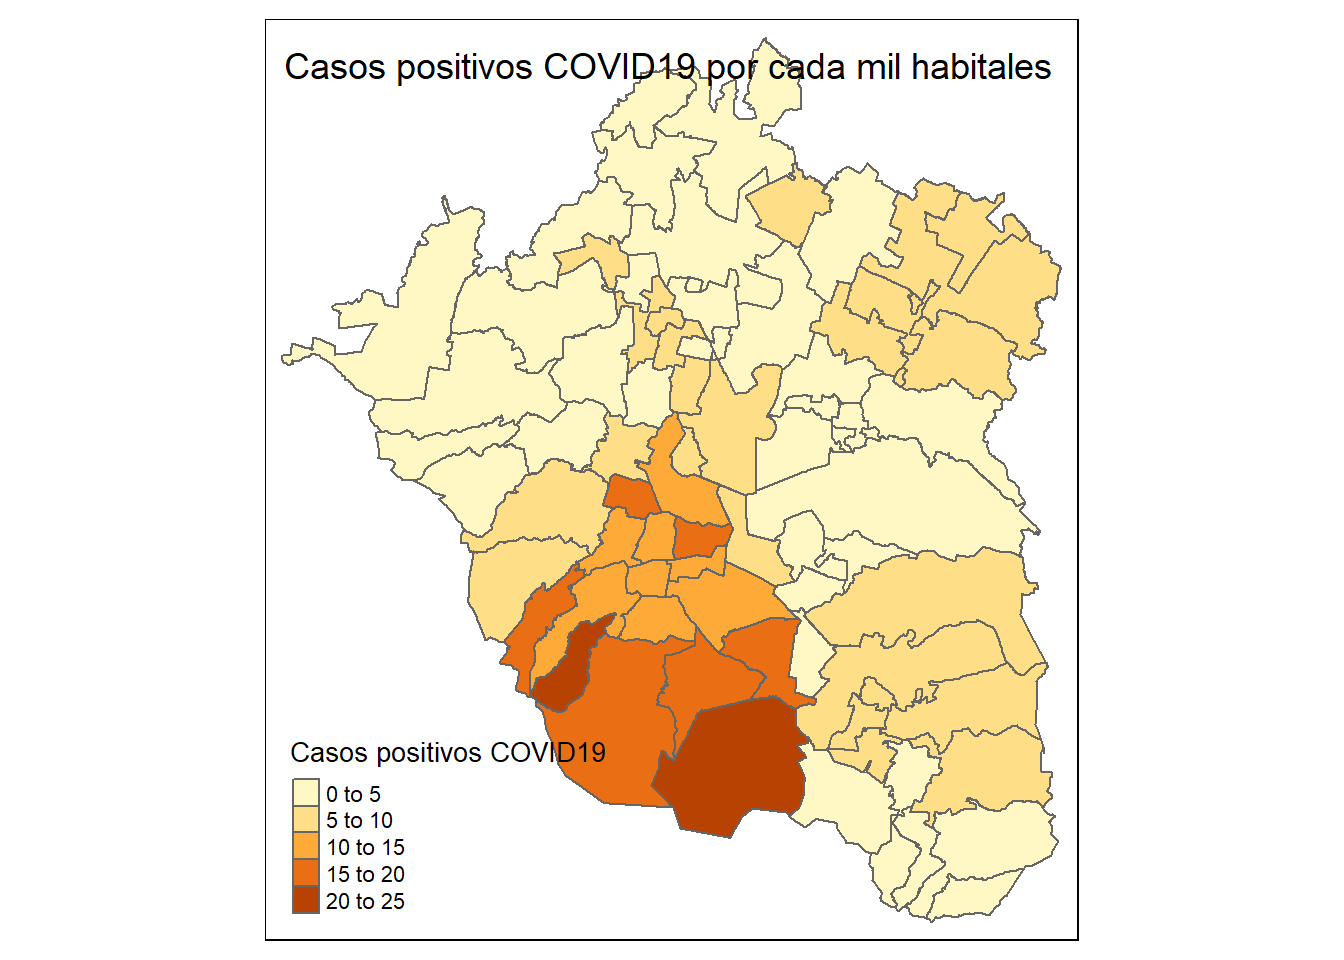 Casos positivos COVID19 por cada mil habitales
Casos positivos COVID19
0 to 5
5 to 10
10 to 15
15 to 20
20 to 25